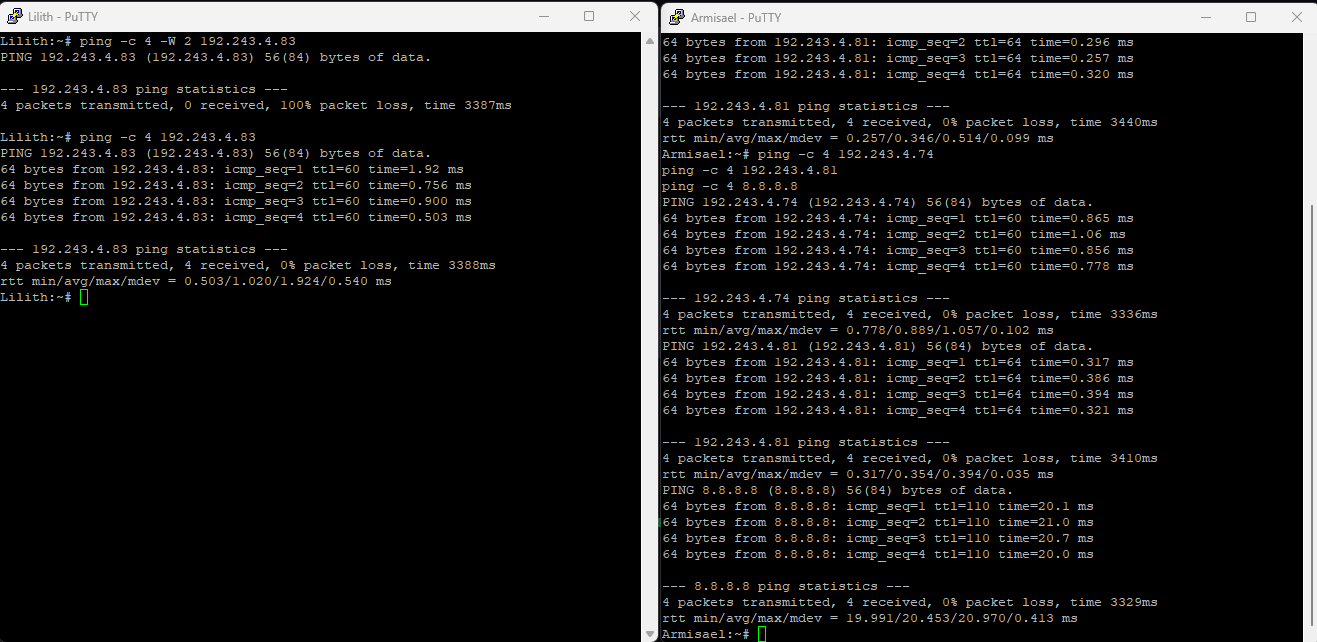 Lilith - PuTTY
Lilith:~# ping -c 4 -W 2 192.243.4.83
PING 192.243.4.83 (192.243.4.83) 56(84) bytes of data.
--- 192.243.4.83 ping statistics ---
4 packets transmitted, 0 received, 100% packet loss, time 3387ms
Lilith:~# ping -c 4 192.243.4.83
PING 192.243.4.83 (192.243.4.83) 56(84) bytes of data.
64 bytes from 192.243.4.83: icmp_seq=1 ttl=60 time=1.92 ms
64 bytes from 192.243.4.83: icmp_seq=2 ttl=60 time=0.756 ms
64 bytes from 192.243.4.83: icmp_seq=3 ttl=60 time=0.900 ms
64 bytes from 192.243.4.83: icmp_seq=4 ttl=60 time=0.503 ms
--- 192.243.4.83 ping statistics ---
4 packets transmitted, 4 received, 0% packet loss, time 3388ms
rtt min/avg/max/mdev = 0.503/1.020/1.924/0.540 ms
Lilith:~#
Armisael - PuTTY
64 bytes from 192.243.4.81: icmp_seq=2 ttl=64 time=0.296 ms
64 bytes from 192.243.4.81: icmp_seq=3 ttl=64 time=0.257 ms
64 bytes from 192.243.4.81: icmp_seq=4 ttl=64 time=0.320 ms
--- 192.243.4.81 ping statistics ---
4 packets transmitted, 4 received, 0% packet loss, time 3440ms
rtt min/avg/max/mdev = 0.257/0.346/0.514/0.099 ms
Armisael:~# ping -c 4 192.243.4.74
ping -c 4 192.243.4.81
ping -c 4 8.8.8.8
PING 192.243.4.74 (192.243.4.74) 56(84) bytes of data.
64 bytes from 192.243.4.74: icmp_seq=1 ttl=60 time=0.865 ms
64 bytes from 192.243.4.74: icmp_seq=2 ttl=60 time=1.06 ms
64 bytes from 192.243.4.74: icmp_seq=3 ttl=60 time=0.856 ms
64 bytes from 192.243.4.74: icmp_seq=4 ttl=60 time=0.778 ms
--- 192.243.4.74 ping statistics ---
4 packets transmitted, 4 received, 0% packet loss, time 3336ms
rtt min/avg/max/mdev = 0.778/0.889/1.057/0.102 ms
PING 192.243.4.81 (192.243.4.81) 56(84) bytes of data.
64 bytes from 192.243.4.81: icmp_seq=1 ttl=64 time=0.317 ms
64 bytes from 192.243.4.81: icmp_seq=2 ttl=64 time=0.386 ms
64 bytes from 192.243.4.81: icmp_seq=3 ttl=64 time=0.394 ms
64 bytes from 192.243.4.81: icmp_seq=4 ttl=64 time=0.321 ms
--- 192.243.4.81 ping statistics ---
4 packets transmitted, 4 received, 0% packet loss, time 3410ms
rtt min/avg/max/mdev = 0.317/0.354/0.394/0.035 ms
PING 8.8.8.8 (8.8.8.8) 56(84) bytes of data.
64 bytes from 8.8.8.8: icmp_seq=1 ttl=110 time=20.1 ms
64 bytes from 8.8.8.8: icmp_seq=2 ttl=110 time=21.0 ms
64 bytes from 8.8.8.8: icmp_seq=3 ttl=110 time=20.7 ms
64 bytes from 8.8.8.8: icmp_seq=4 ttl=110 time=20.0 ms
--- 8.8.8.8 ping statistics ---
4 packets transmitted, 4 received, 0% packet loss, time 3329ms
rtt min/avg/max/mdev = 19.991/20.453/20.970/0.413 ms
Armisael:~#